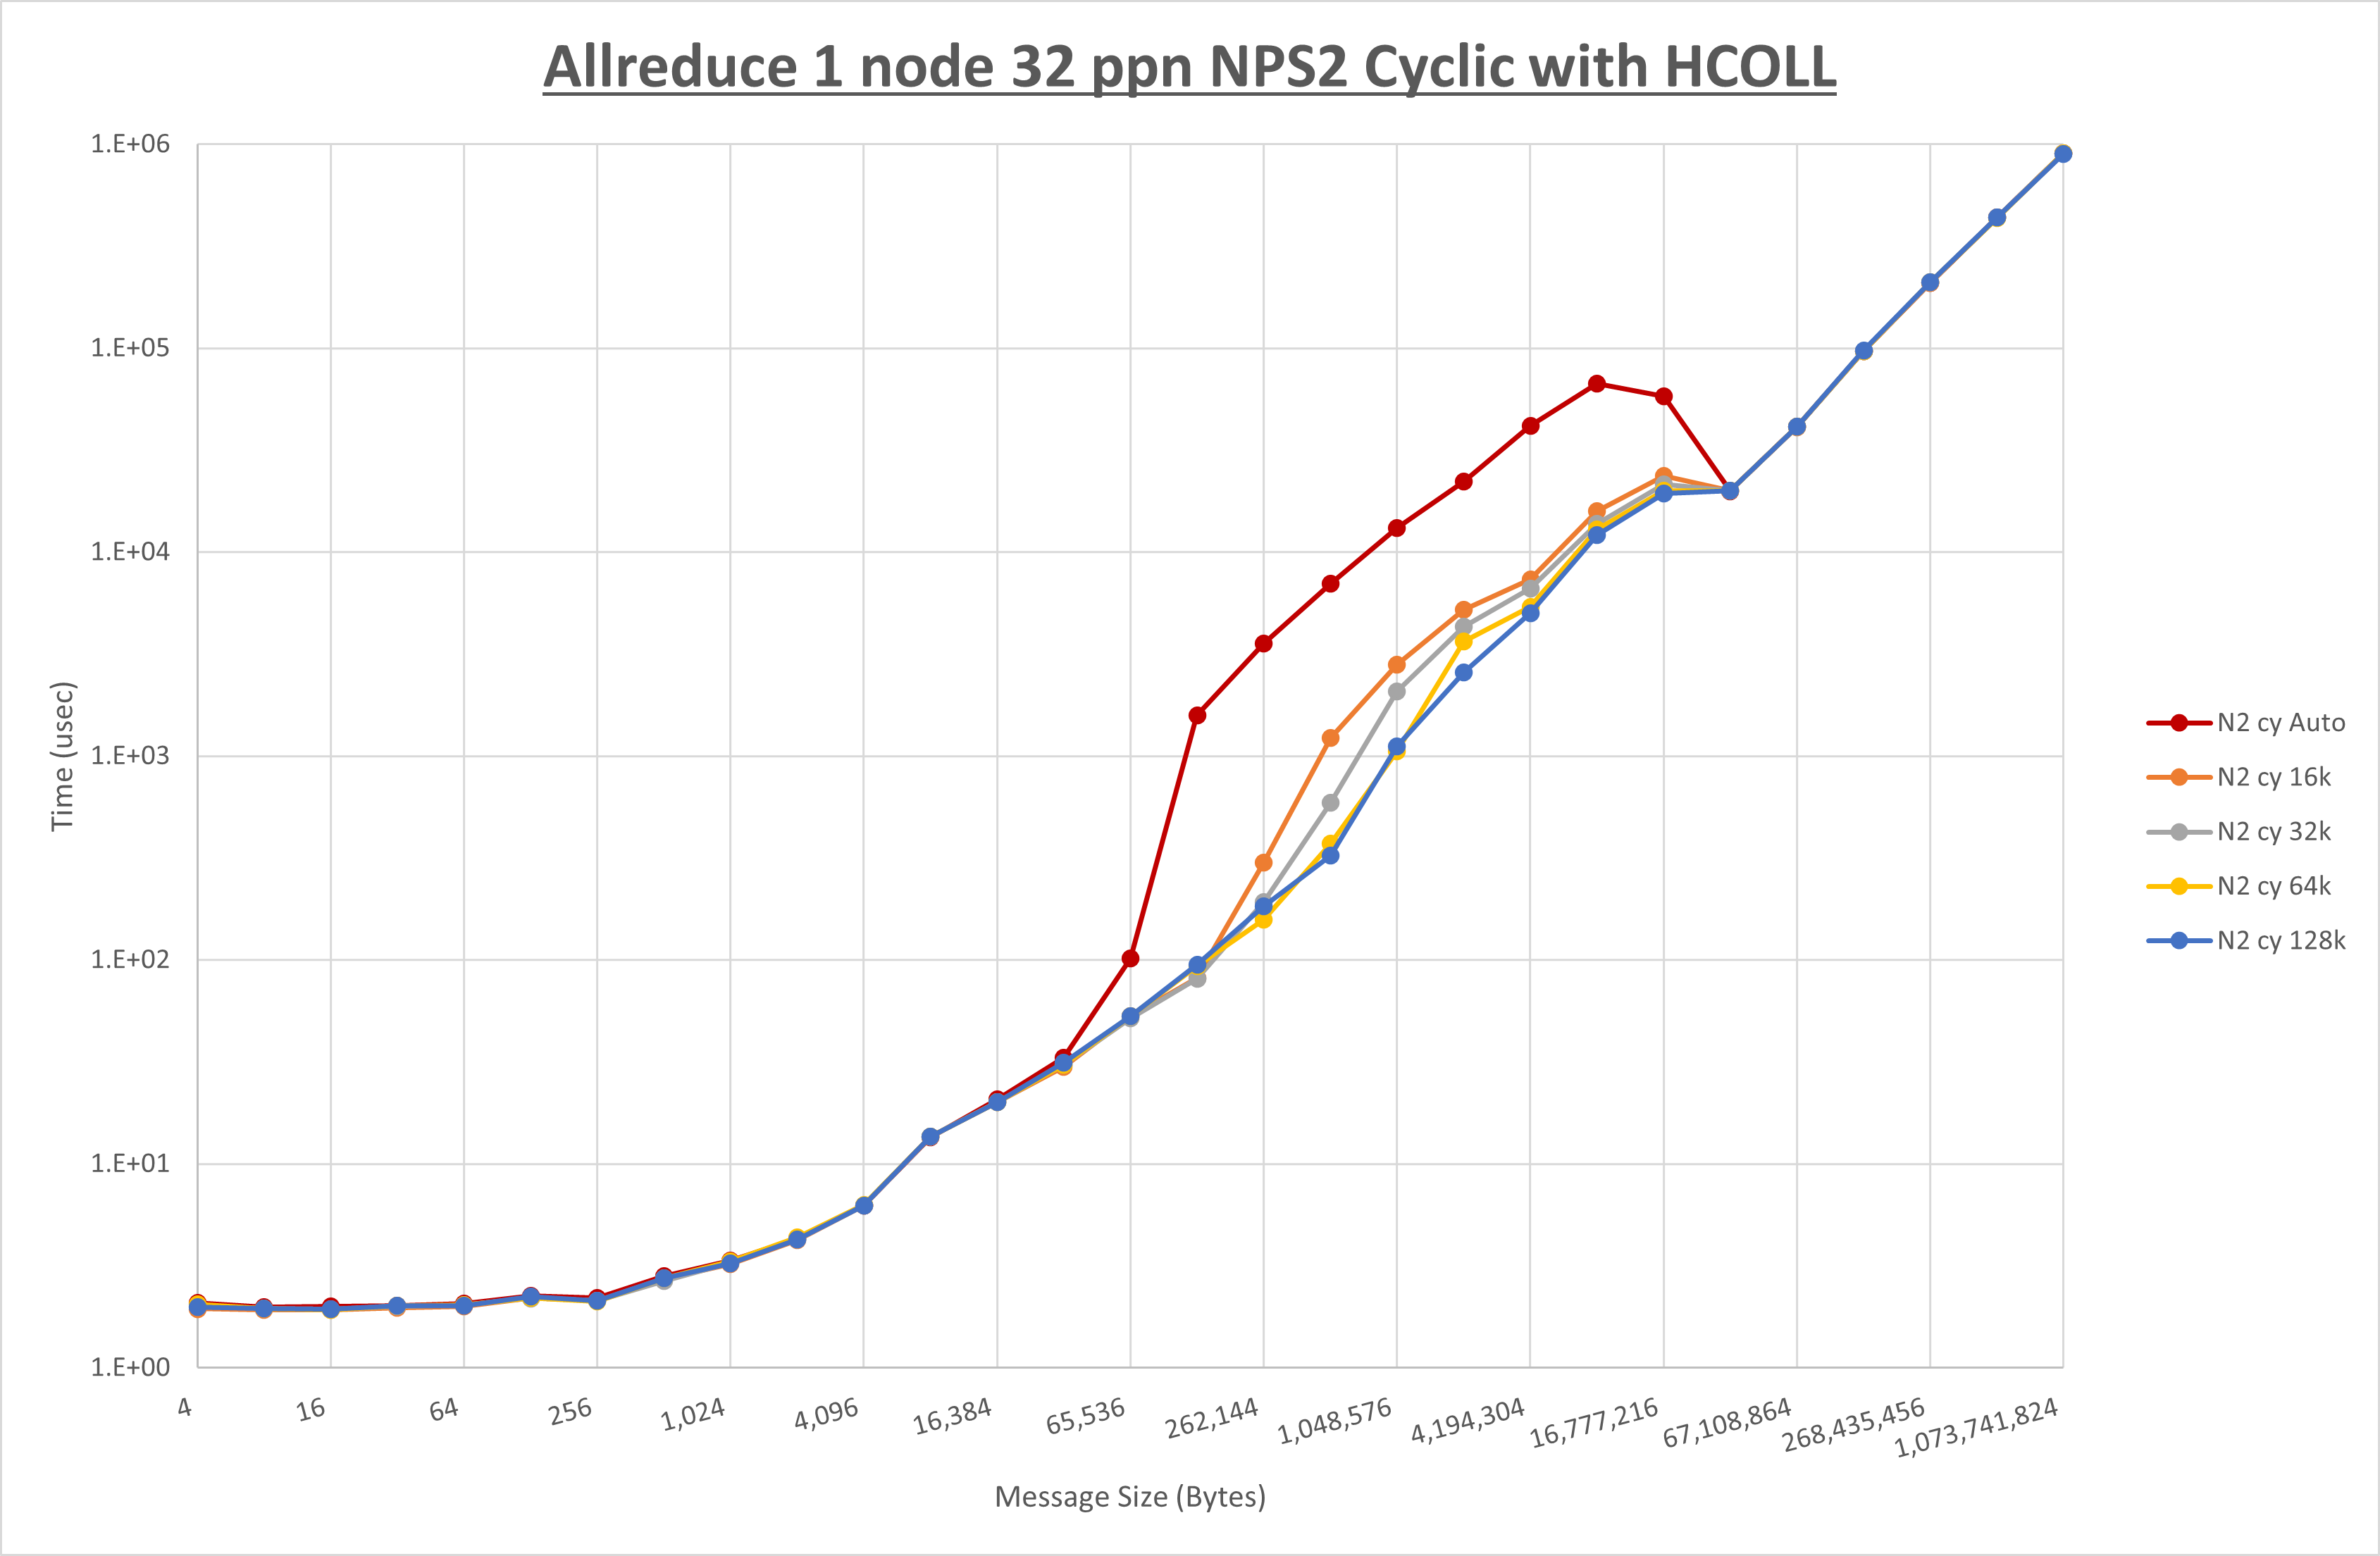 Allreduce 1 node 32 ppn NPS2 Cyclic with HCOLL
1.E+06
1.E+05
1.E+04
1.E+03
1.E+02
1.E+01
1.E+00
Time (usec)
4
16
64
256
1,024
4,096
16,384
65,536
262,144
1,048,576
4,194,304
16,777,216
67,108,864
268,435,456
1,073,741,824
Message Size (Bytes)
N2 cy Auto
N2 cy 16k
N2 cy 32k
N2 cy 64k
N2 cy 128k